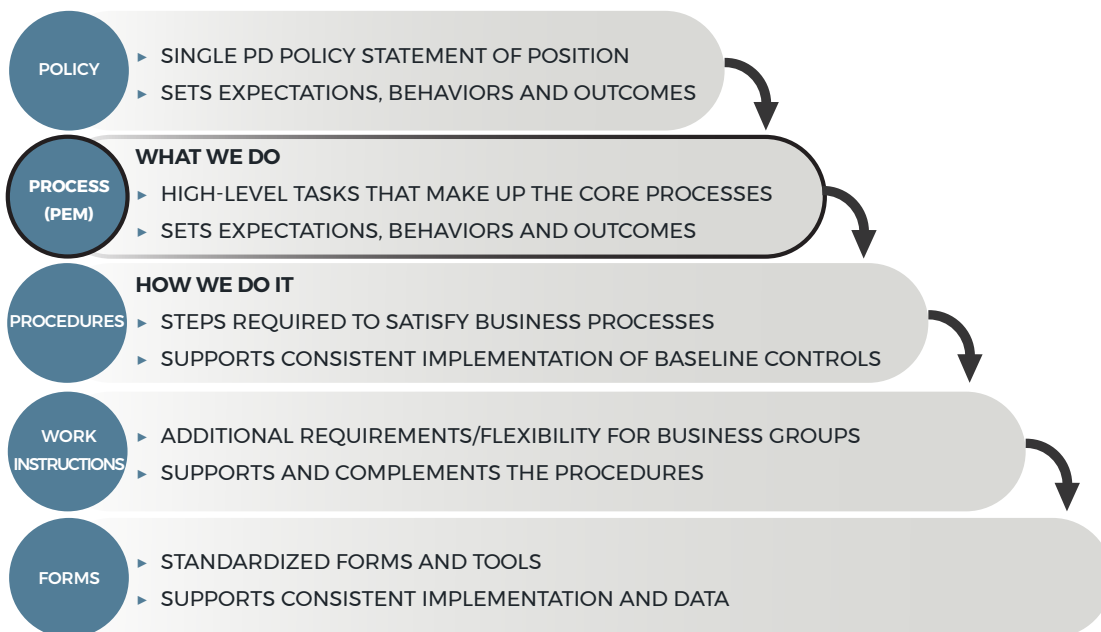 POLICY
► SINGLE PD POLICY STATEMENT OF POSITION
► SETS EXPECTATIONS, BEHAVIORS AND OUTCOMES
PROCESS
(PEM)
WHAT WE DO
► HIGH-LEVEL TASKS THAT MAKE UP THE CORE PROCESSES
► SETS EXPECTATIONS, BEHAVIORS AND OUTCOMES
PROCEDURES
HOW WE DO IT
► STEPS REQUIRED TO SATISFY BUSINESS PROCESSES
► SUPPORTS CONSISTENT IMPLEMENTATION OF BASELINE CONTROLS
WORK
INSTRUCTIONS
► ADDITIONAL REQUIREMENTS/FLEXIBILITY FOR BUSINESS GROUPS
► SUPPORTS AND COMPLEMENTS THE PROCEDURES
FORMS
► STANDARDIZED FORMS AND TOOLS
► SUPPORTS CONSISTENT IMPLEMENTATION AND DATA